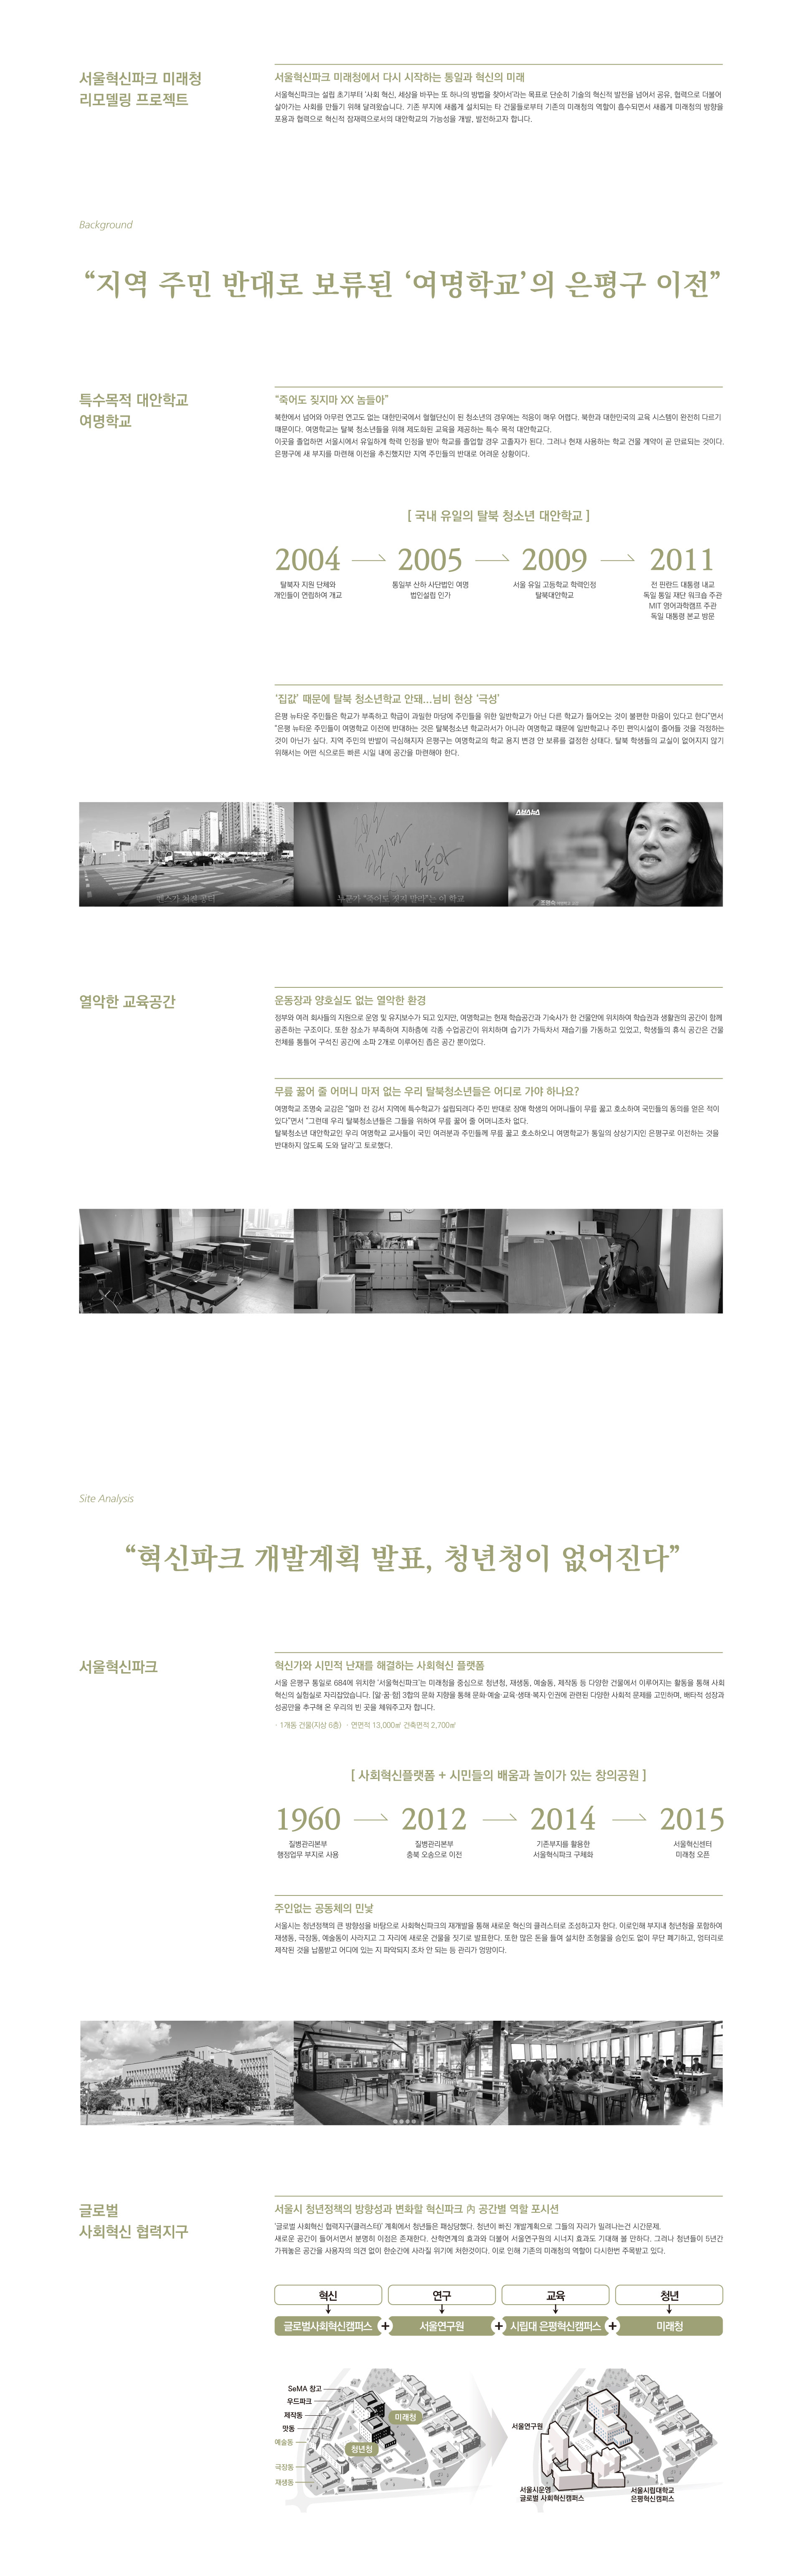 서울혁신파크 미래청
리모델링 프로젝트
서울혁신파크 미래청에서 다시 시작하는 통일과 혁신의 미래
서울혁신파크는 설립 초기부터 '사회 혁신, 세상을 바꾸는 또 하나의 방법을 찾아서'라는 목표로 단순히 기술의 혁신적 발전을 넘어서 공유, 협력으로 더불어
살아가는 사회를 만들기 위해 달려왔습니다. 기존 부지에 새롭게 설치되는 타 건물들로부터 기존의 미래청의 역할이 흡수되면서 새롭게 미래청의 방향을
포용과 협력으로 혁신적 잠재력으로서의 대안학교의 가능성을 개발, 발전하고자 합니다.
Background
“지역 주민 반대로 보류된 ‘여명학교’의 은평구 이전”
특수목적 대안학교
여명학교
“죽어도 짖지마 XX 놈들아”
북한에서 넘어와 아무런 연고도 없는 대한민국에서 혈혈단신이 된 청소년의 경우에는 적응이 매우 어렵다. 북한과 대한민국의 교육 시스템이 완전히 다르기
때문이다. 여명학교는 탈북 청소년들을 위해 제도화된 교육을 제공하는 특수 목적 대안학교다.
이곳을 졸업하면 서울시에서 유일하게 학력 인정을 받아 학교를 졸업할 경우 고졸자가 된다. 그러나 현재 사용하는 학교 건물 계약이 곧 만료되는 것이다.
은평구에 새 부지를 마련해 이전을 추진했지만 지역 주민들의 반대로 어려운 상황이다.
[ 국내 유일의 탈북 청소년 대안학교 ]
2004 2005 2009 2011
탈북자 지원 단체와
개인들이 연립하여 개교
통일부 산하 사단법인 여명
법인설립 인가
서울 유일 고등학교 학력인정
탈북대안학교
전 핀란드 대통령 내교
독일 통일 재단 워크숍 주관
MIT 영어과학캠프 주관
독일 대통령 본교 방문
‘집값’ 때문에 탈북 청소년학교 안돼...님비 현상 ‘극성’
은평 뉴타운 주민들은 학교가 부족하고 학급이 과밀한 마당에 주민들을 위한 일반학교가 아닌 다른 학교가 들어오는 것이 불편한 마음이 있다고 한다”면서
“은평 뉴타운 주민들이 여명학교 이전에 반대하는 것은 탈북청소년 학교라서가 아니라 여명학교 때문에 일반학교나 주민 편익시설이 줄어들 것을 걱정하는
것이 아닌가 싶다. 지역 주민의 반발이 극심해지자 은평구는 여명학교의 학교 용지 변경 안 보류를 결정한 상태다. 탈북 학생들의 교실이 없어지지 않기
위해서는 어떤 식으로든 빠른 시일 내에 공간을 마련해야 한다.
펜스가 쳐진 공터
누군가 “죽어도 짖지 말라”는 이 학교
스브스뉴스
조명숙
열악한 교육공간
운동장과 양호실도 없는 열악한 환경
정부와 여러 회사들의 지원으로 운영 및 유지보수가 되고 있지만, 여명학교는 현재 학습공간과 기숙사가 한 건물안에 위치하여 학습권과 생활권의 공간이 함께
공존하는 구조이다. 또한 장소가 부족하여 지하층에 각종 수업공간이 위치하며 습기가 가득차서 재습기를 가동하고 있었고, 학생들의 휴식 공간은 건물
전체를 통틀어 구석진 공간에 소파 2개로 이루어진 좁은 공간 뿐이었다.
무릎 꿇어 줄 어머니 마저 없는 우리 탈북청소년들은 어디로 가야 하나요?
여명학교 조명숙 교감은 “얼마 전 강서 지역에 특수학교가 설립되려다 주민 반대로 장애 학생의 어머니들이 무릎 꿇고 호소하여 국민들의 동의를 얻은 적이
있다”면서 “그런데 우리 탈북청소년들은 그들을 위하여 무릎 꿇어 줄 어머니조차 없다.
탈북청소년 대안학교인 우리 여명학교 교사들이 국민 여러분과 주민들께 무릎 꿇고 호소하오니 여명학교가 통일의 상상기지인 은평구로 이전하는 것을
반대하지 않도록 도와 달라’고 토로했다.
Site Analysis
“혁신파크 개발계획 발표, 청년청이 없어진다”
서울혁신파크
혁신가와 시민적 난재를 해결하는 사회혁신 플랫폼
서울 은평구 통일로 684에 위치한 ‘서울혁신파크’는 미래청을 중심으로 청년청, 재생동, 예술동, 제작동 등 다양한 건물에서 이루어지는 활동을 통해 사회
혁신의 실험실로 자리잡았습니다. [말·꿈·험] 3합의 문화 지향을 통해 문화·예술·교육·생태·복지·인권에 관련된 다양한 사회적 문제를 고민하며, 배타적 성장과
성공만을 추구해 온 우리의 빈 곳을 채워주고자 합니다.
· 1개동 건물(지상 6층) · 연면적 13,000㎡ 건축면적 2,700㎡
[ 사회혁신플랫폼 + 시민들의 배움과 놀이가 있는 창의공원 ]
1960 2012 2014 2015
질병관리본부
행정업무 부지로 사용
질병관리본부
충북 오송으로 이전
기존부지를 활용한
서울혁식파크 구체화
서울혁신센터
미래청 오픈
주인없는 공동체의 민낯
서울시는 청년정책의 큰 방향성을 바탕으로 사회혁신파크의 재개발을 통해 새로운 혁신의 클러스터로 조성하고자 한다. 이로인해 부지내 청년청을 포함하여
재생동, 극장동, 예술동이 사라지고 그 자리에 새로운 건물을 짓기로 발표한다. 또한 많은 돈을 들여 설치한 조형물을 승인도 없이 무단 폐기하고, 엉터리로
제작된 것을 납품받고 어디에 있는 지 파악되지 조차 안 되는 등 관리가 엉망이다.
글로벌
사회혁신 협력지구
서울시 청년정책의 방향성과 변화할 혁신파크 內 공간별 역할 포시션
‘글로벌 사회혁신 협력지구(클러스터)’ 계획에서 청년들은 패싱당했다. 청년이 빠진 개발계획으로 그들의 자리가 밀려나는건 시간문제.
새로운 공간이 들어서면서 분명히 이점은 존재한다. 산학연계의 효과와 더불어 서울연구원의 시너지 효과도 기대해 볼 만하다. 그러나 청년들이 5년간
가꿔놓은 공간을 사용자의 의견 없이 한순간에 사라질 위기에 처한것이다. 이로 인해 기존의 미래청의 역할이 다시한번 주목받고 있다.
혁신 연구 교육 청년
글로벌사회혁신캠퍼스 + 서울연구원 + 시립대 은평혁신캠퍼스 + 미래청
SeMA 창고
우드파크
제작동
맛동
예술동
극장동
재생동
미래청
청년청
서울연구원
서울시운영
글로벌 사회혁신캠퍼스
서울시립대학교
은평혁신캠퍼스